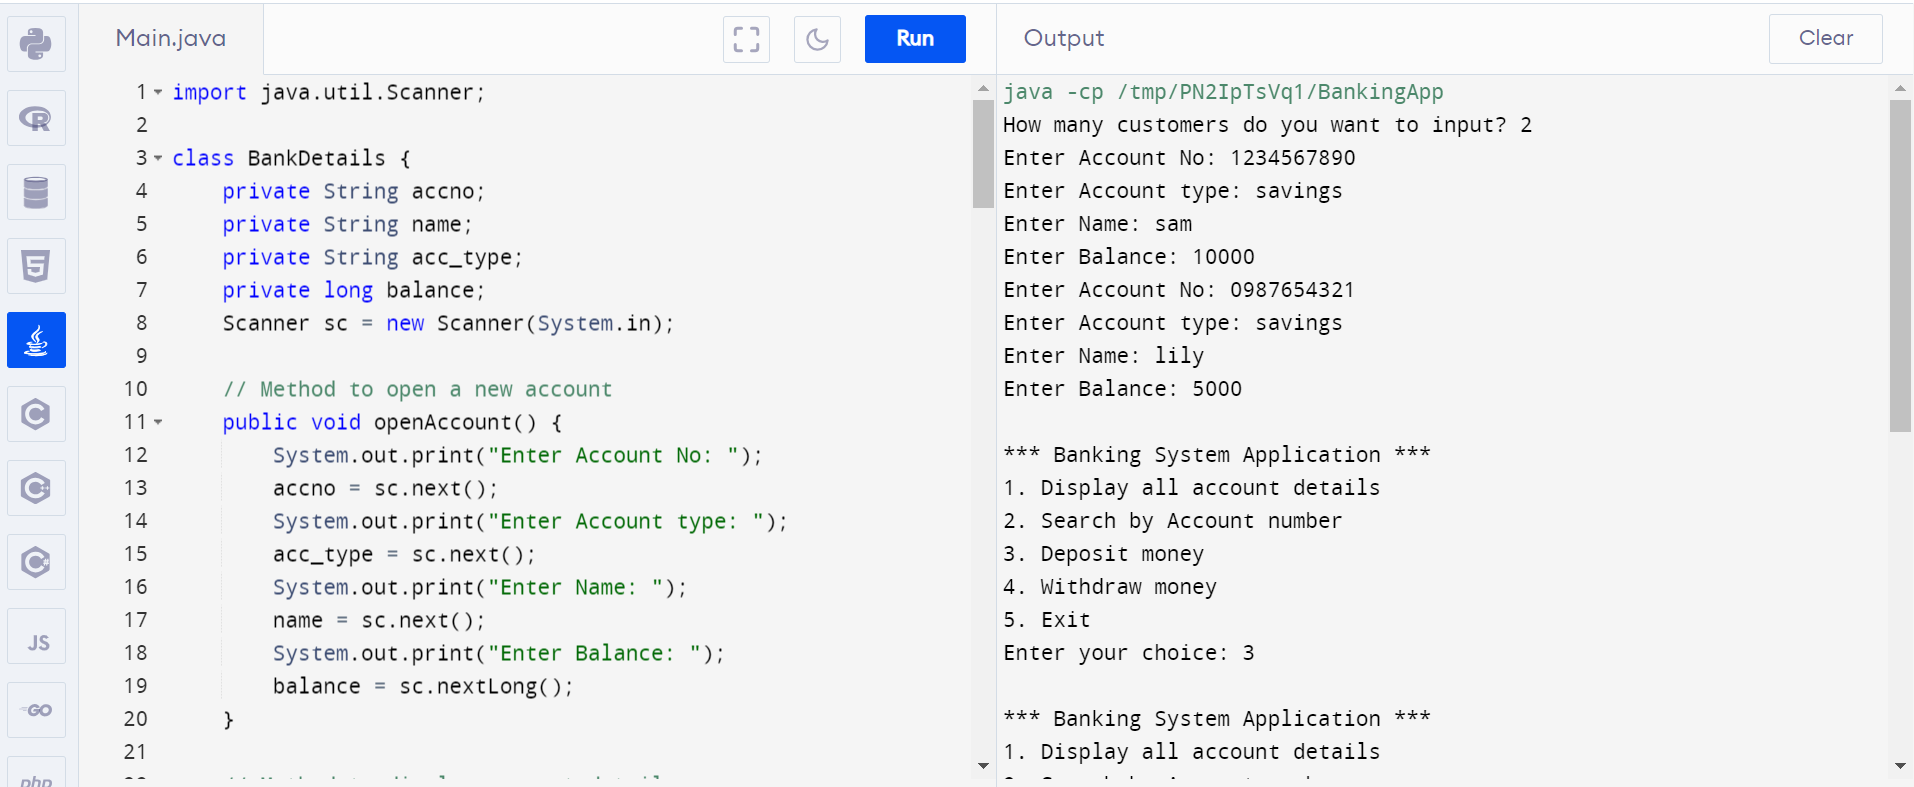 Main.java
Run
1 import java.util.Scanner;
2
3 class BankDetails {
4 private String accno;
5 private String name;
6 private String acc_type;
7 private long balance;
8 Scanner sc = new Scanner(System.in);
9
10 // Method to open a new account
11 public void openAccount() {
12 System.out.print("Enter Account No: ");
13 accno = sc.next();
14 System.out.print("Enter Account type: ");
15 acc_type = sc.next();
16 System.out.print("Enter Name: ");
17 name = sc.next();
18 System.out.print("Enter Balance: ");
19 balance = sc.nextLong();
20 }
21
Output
Clear
java -cp /tmp/PN2IpTsVq1/BankingApp
How many customers do you want to input? 2
Enter Account No: 1234567890
Enter Account type: savings
Enter Name: sam
Enter Balance: 10000
Enter Account No: 0987654321
Enter Account type: savings
Enter Name: lily
Enter Balance: 5000
*** Banking System Application ***
1. Display all account details
2. Search by Account number
3. Deposit money
4. Withdraw money
5. Exit
Enter your choice: 3
*** Banking System Application ***
1. Display all account details
R
5
C
C
C
JS
GO
php